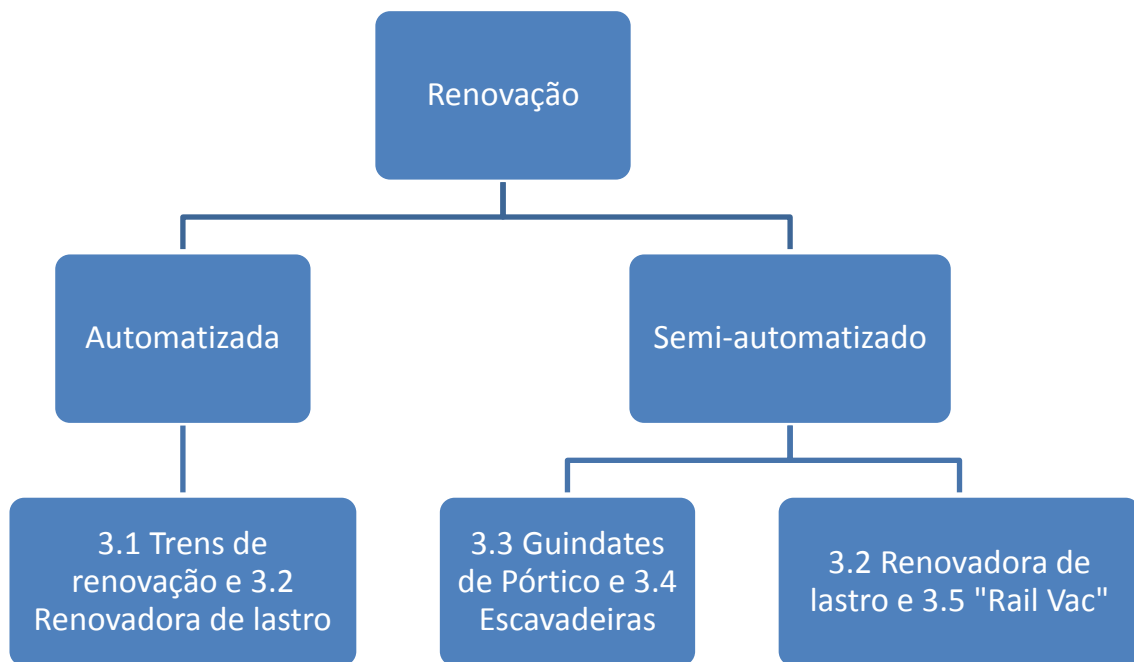 Renovação
Automatizada
Semi-automatizado
3.1 Trens de
renovação e 3.2
Renovadora de lastro
3.3 Guindates
de Pórtico e 3.4
Escavadeiras
3.2 Renovadora de
lastro e 3.5 "Rail Vac"